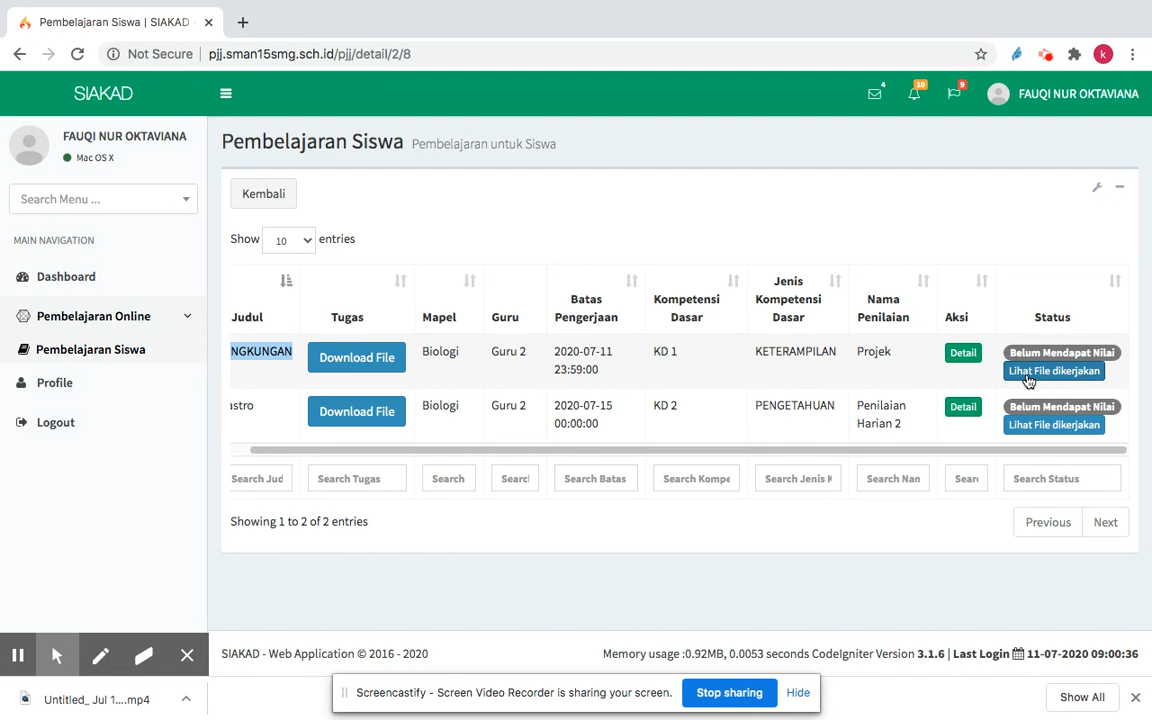 Pembelajaran Siswa | SIAKAD
Not Secure | pjj.sman15smg.sch.id/pjj/detail/2/8
k
SIAKAD
4
10
9
FAUQI NUR OKTAVIANA
FAUQI NUR OKTAVIANA
Mac OS X
Search Menu ...
MAIN NAVIGATION
Dashboard
Pembelajaran Online
Pembelajaran Siswa
Profile
Logout
Pembelajaran Siswa Pembelajaran untuk Siswa
Kembali
Show 10 entries
Judul Tugas Mapel Guru Batas Pengerjaan Kompetensi Dasar Jenis Kompetensi Dasar Nama Penilaian Aksi Status
NGKUNGAN Download File Biologi Guru 2 2020-07-11 23:59:00 KD 1 KETERAMPILAN Projek Detail Belum Mendapat Nilai
Lihat File dikerjakan
astro Download File Biologi Guru 2 2020-07-15 00:00:00 KD 2 PENGETAHUAN Penilaian Harian 2 Detail Belum Mendapat Nilai
Lihat File dikerjakan
Search Jud Search Tugas Search Searc Search Batas Search Kompe Search Jenis K Search Nam Sear Search Status
Showing 1 to 2 of 2 entries
Previous Next
SIAKAD - Web Application © 2016 - 2020
Memory usage :0.92MB, 0.0053 seconds CodeIgniter Version 3.1.6 | Last Login 11-07-2020 09:00:36
Screencastify - Screen Video Recorder is sharing your screen. Stop sharing Hide
Untitled_ Jul 1....mp4
Show All